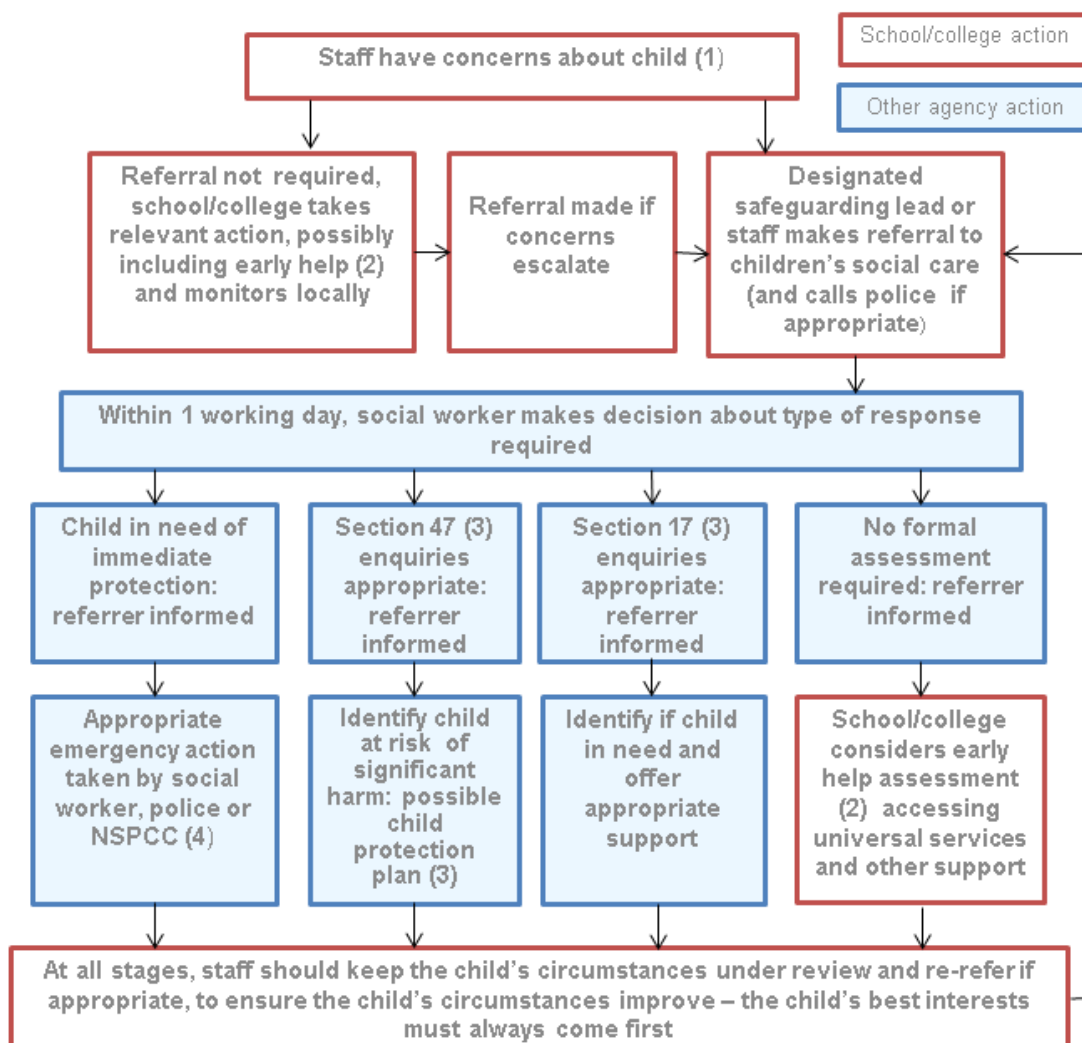 School/college action
Staff have concerns about child (1)
Other agency action
Referral not required,
school/college takes
relevant action, possibly
including early help (2)
and monitors locally
Referral made if
concerns
escalate
Designated
safeguarding lead or
staff makes referral to
children’s social care
(and calls police if
appropriate)
Within 1 working day, social worker makes decision about type of response
required
Child in need of
immediate
protection:
referrer informed
Section 47 (3)
enquiries
appropriate:
referrer
informed
Section 17 (3)
enquiries
appropriate:
referrer
informed
No formal
assessment
required: referrer
informed
Appropriate
emergency action
taken by social
worker, police or
NSPCC (4)
Identify child
at risk of
significant
harm: possible
child
protection
plan (3)
Identify if child
in need and
offer
appropriate
support
School/college
considers early
help assessment
(2) accessing
universal services
and other support
At all stages, staff should keep the child’s circumstances under review and re-refer if
appropriate, to ensure the child’s circumstances improve – the child’s best interests
must always come first